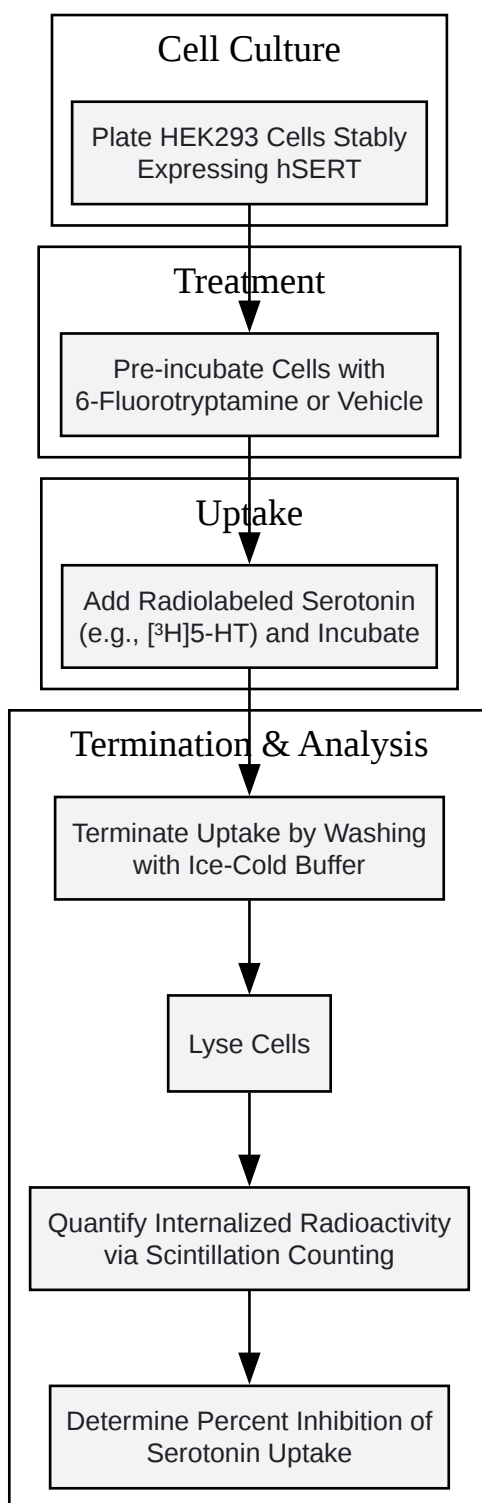 Cell Culture
Plate HEK293 Cells Stably
Expressing hSERT
Treatment
Pre-incubate Cells with
6-Fluorotryptamine or Vehicle
Uptake
Add Radiolabeled Serotonin
(e.g., [³H]5-HT) and Incubate
Termination & Analysis
Terminate Uptake by Washing
with Ice-Cold Buffer
Lyse Cells
Quantify Internalized Radioactivity
via Scintillation Counting
Determine Percent Inhibition of
Serotonin Uptake